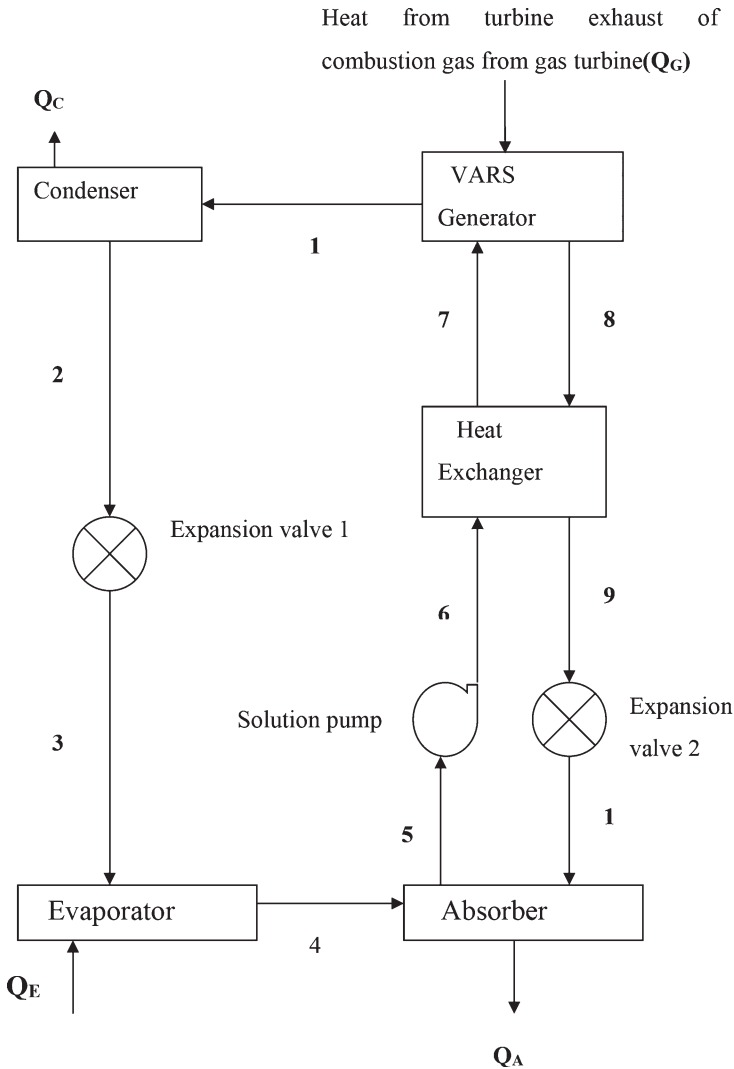 Heat from turbine exhaust of
combustion gas from gas turbine(QG)
QC
Condenser
VARS
Generator
1
7
8
2
Heat
Exchanger
Expansion valve 1
6
9
Solution pump
Expansion
valve 2
3
5
1
Evaporator
Absorber
4
QE
QA